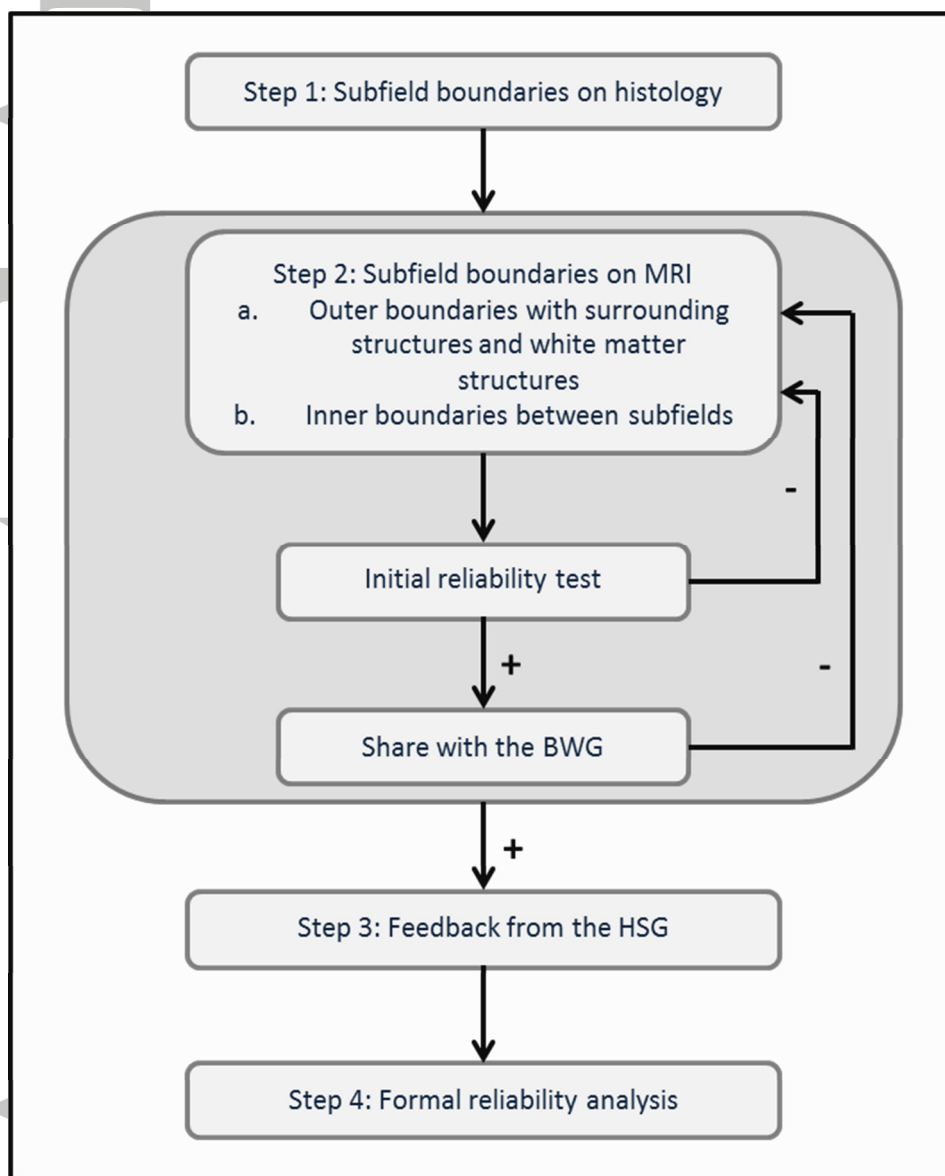 Step 1: Subfield boundaries on histology
Step 2: Subfield boundaries on MRI
a. Outer boundaries with surrounding
structures and white matter
structures
b. Inner boundaries between subfields
-
Initial reliability test
+
-
Share with the BWG
+
Step 3: Feedback from the HSG
Step 4: Formal reliability analysis